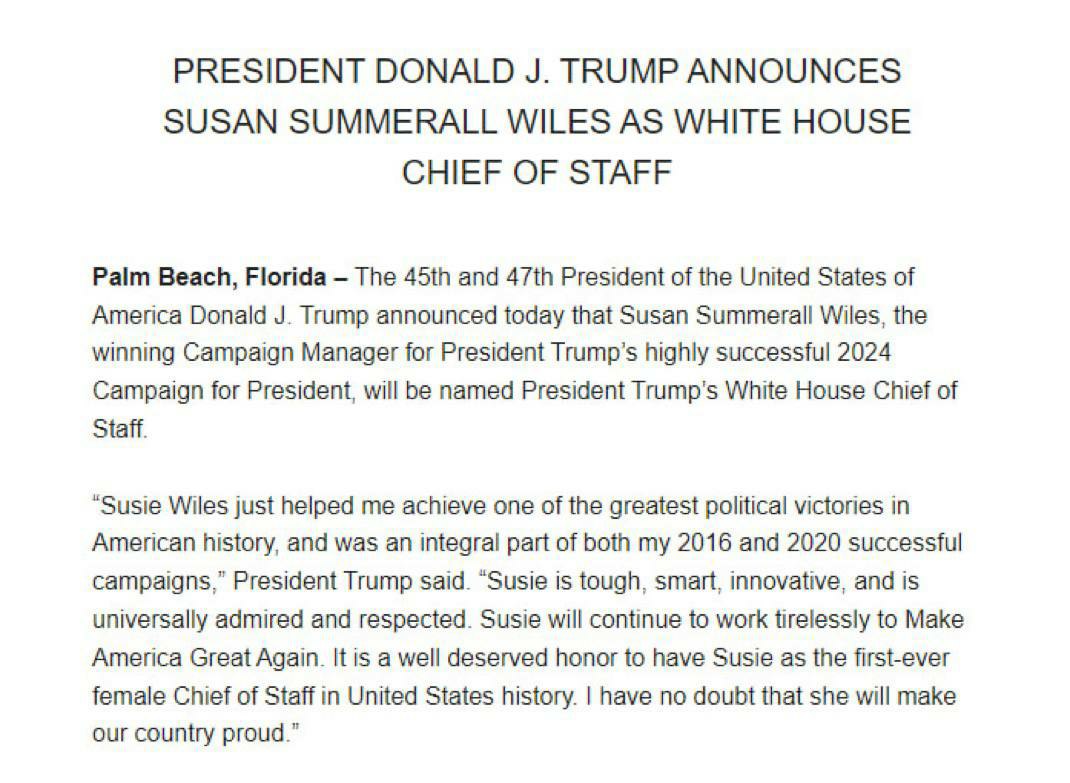 PRESIDENT DONALD J. TRUMP ANNOUNCES
SUSAN SUMMERALL WILES AS WHITE HOUSE
CHIEF OF STAFF
Palm Beach, Florida – The 45th and 47th President of the United States of
America Donald J. Trump announced today that Susan Summerall Wiles, the
winning Campaign Manager for President Trump’s highly successful 2024
Campaign for President, will be named President Trump’s White House Chief of
Staff.
“Susie Wiles just helped me achieve one of the greatest political victories in
American history, and was an integral part of both my 2016 and 2020 successful
campaigns,” President Trump said. “Susie is tough, smart, innovative, and is
universally admired and respected. Susie will continue to work tirelessly to Make
America Great Again. It is a well deserved honor to have Susie as the first-ever
female Chief of Staff in United States history. I have no doubt that she will make
our country proud.”